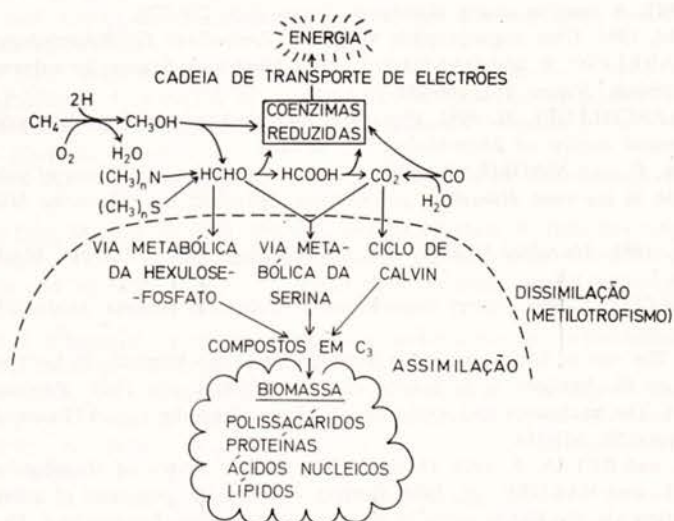 ENERGIA
CADEIA DE TRANSPORTE DE ELECTRÕES
2H
COENZIMAS
REDUZIDAS
CH₄
CH₃OH
O₂
H₂O
(CH₃)ₙN
HCHO
HCOOH
CO₂
CO
(CH₃)ₙS
H₂O
VIA METABÓLICA
DA HEXULOSE-
-FOSFATO
VIA META-
BÓLICA DA
SERINA
CICLO DE
CALVIN
DISSIMILAÇÃO
(METILOTROFISMO)
COMPOSTOS EM C₃
ASSIMILAÇÃO
BIOMASSA
POLISSACÁRIDOS
PROTEÍNAS
ÁCIDOS NUCLEICOS
LÍPIDOS